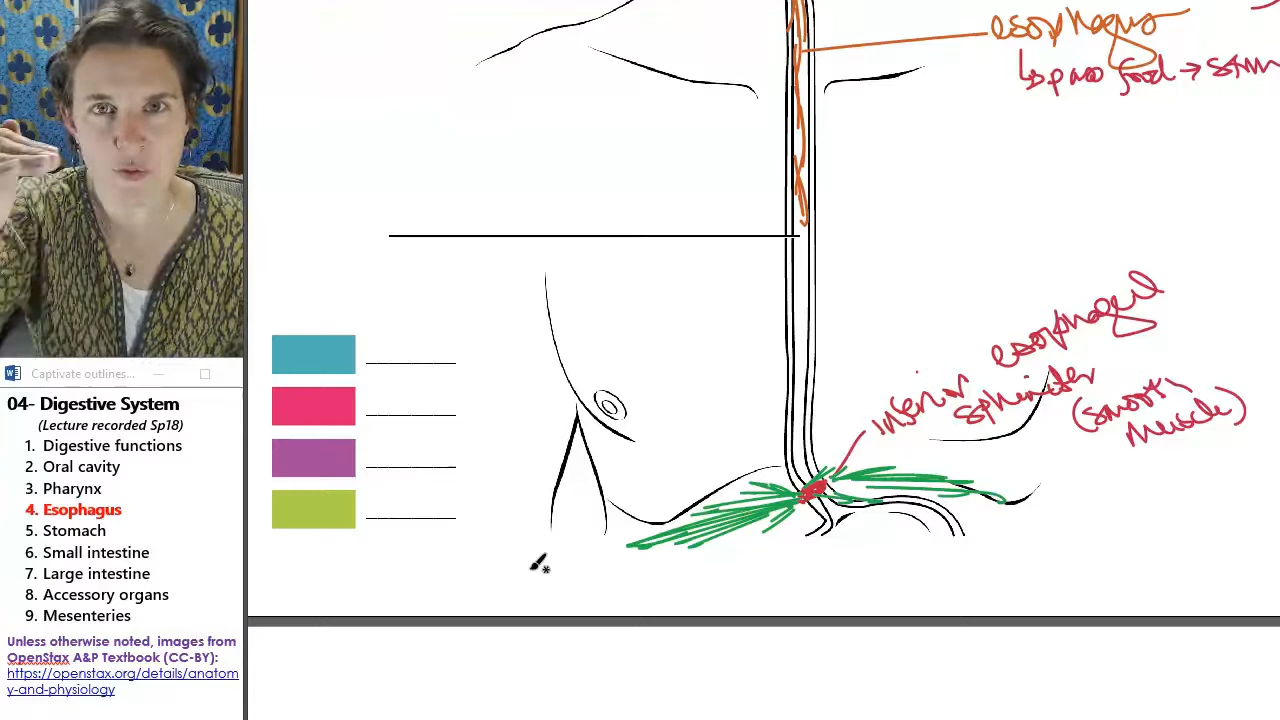 esophagus
↳ pass food →
inferior esophageal
sphincter
(smooth
muscle)
Captivate outlines...
04- Digestive System
(Lecture recorded Sp18)
1. Digestive functions
2. Oral cavity
3. Pharynx
4. Esophagus
5. Stomach
6. Small intestine
7. Large intestine
8. Accessory organs
9. Mesenteries
Unless otherwise noted, images from
OpenStax A&P Textbook (CC-BY):
https://openstax.org/details/anatom
y-and-physiology